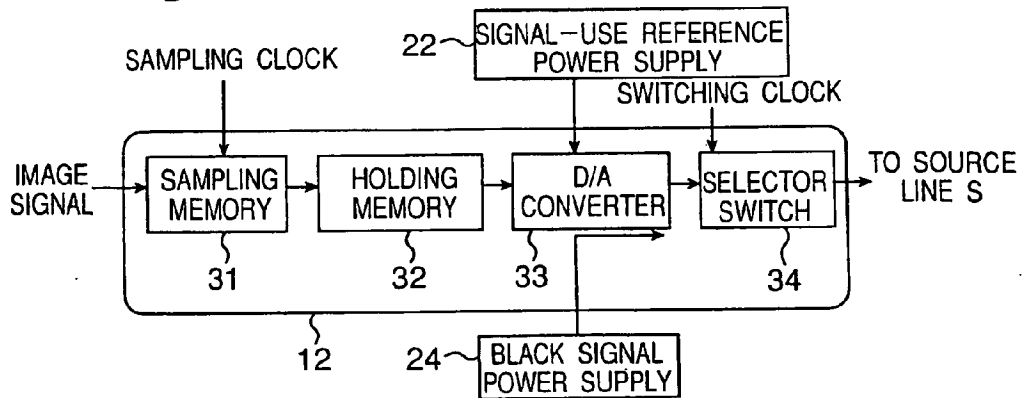 22
SIGNAL-USE REFERENCE
POWER SUPPLY
SAMPLING CLOCK
SWITCHING CLOCK
IMAGE
SIGNAL
SAMPLING
MEMORY
HOLDING
MEMORY
D/A
CONVERTER
SELECTOR
SWITCH
TO SOURCE
LINE S
31
32
33
34
12
24
BLACK SIGNAL
POWER SUPPLY